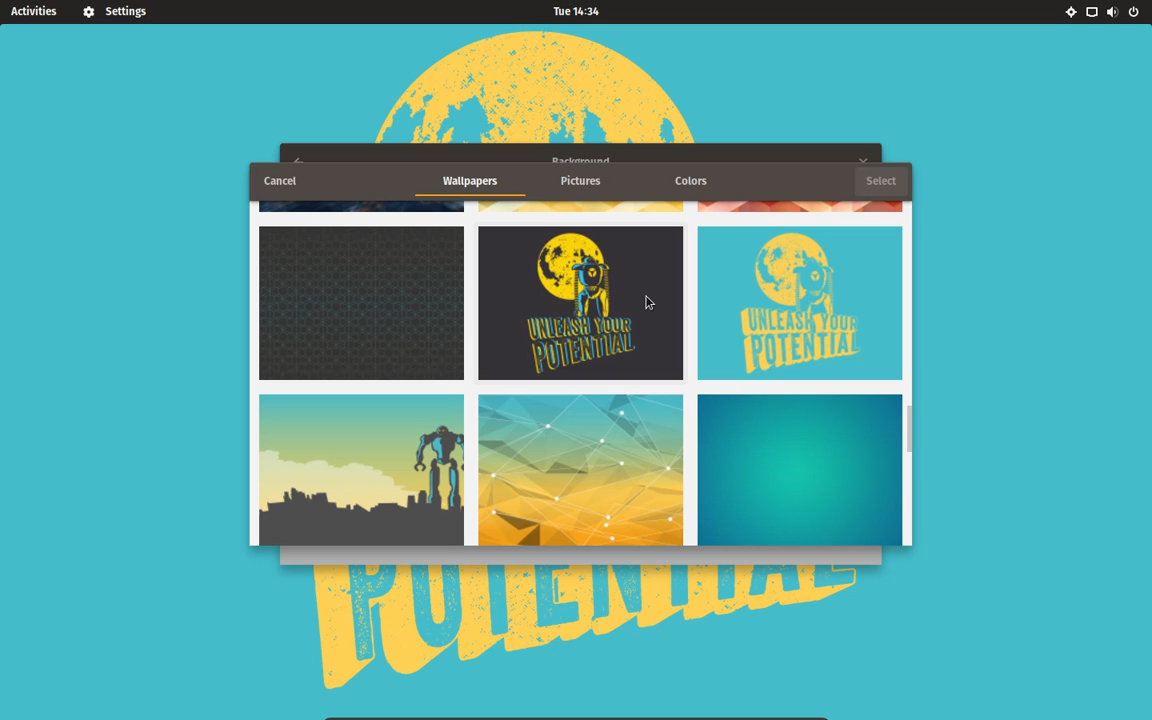 Activities Settings Tue 14:34
Background
Cancel Wallpapers Pictures Colors Select
UNLEASH YOUR
POTENTIAL
UNLEASH YOUR
POTENTIAL
POTENTIAL